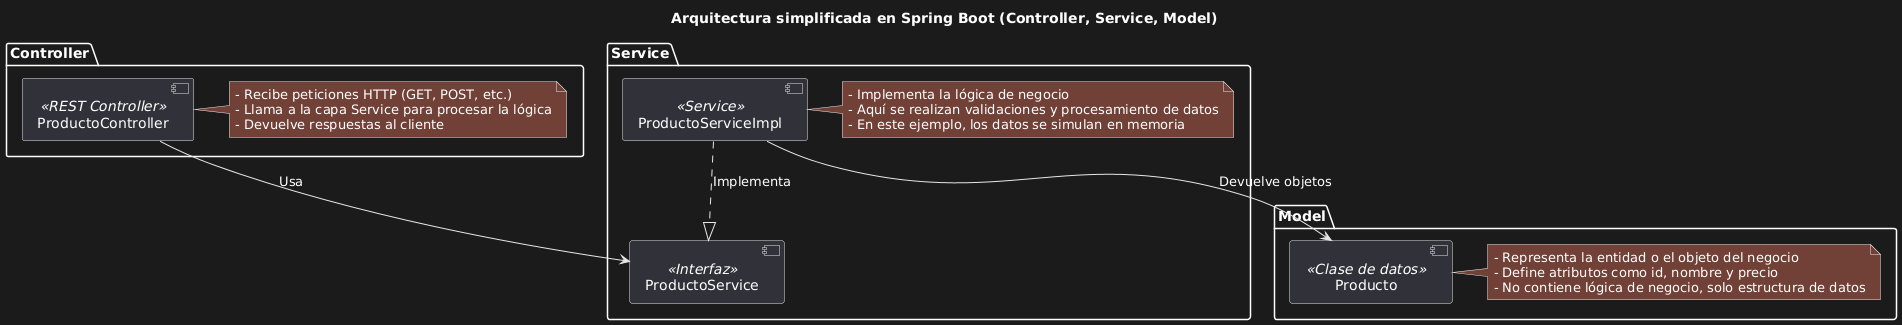 Arquitectura simplificada en Spring Boot (Controller, Service, Model)
Controller
«REST Controller»
ProductoController
- Recibe peticiones HTTP (GET, POST, etc.)
- Llama a la capa Service para procesar la lógica
- Devuelve respuestas al cliente
Service
«Service»
ProductoServiceImpl
- Implementa la lógica de negocio
- Aquí se realizan validaciones y procesamiento de datos
- En este ejemplo, los datos se simulan en memoria
Usa
Implementa
Devuelve objetos
«Interfaz»
ProductoService
Model
«Clase de datos»
Producto
- Representa la entidad o el objeto del negocio
- Define atributos como id, nombre y precio
- No contiene lógica de negocio, solo estructura de datos